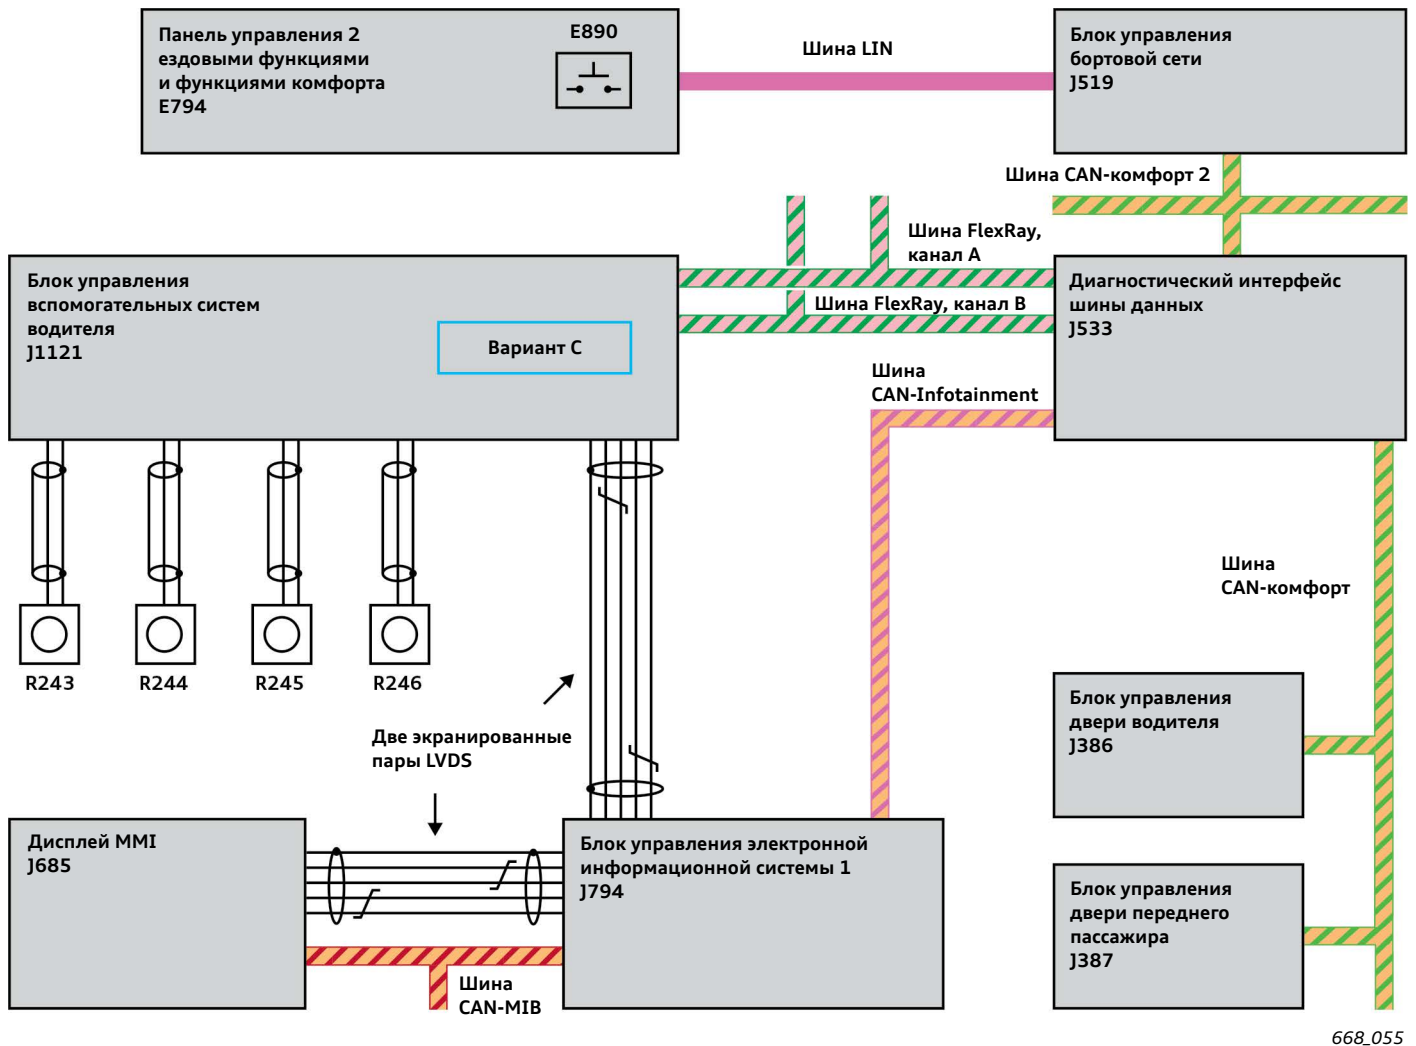 Панель управления 2
ездовыми функциями
и функциями комфорта
E794
E890
Шина LIN
Блок управления
бортовой сети
J519
Шина CAN-комфорт 2
Шина FlexRay,
канал A
Шина FlexRay, канал B
Блок управления
вспомогательных систем
водителя
J1121
Вариант C
Диагностический интерфейс
шины данных
J533
Шина
CAN-Infotainment
Шина
CAN-комфорт
R243
R244
R245
R246
Две экранированные
пары LVDS
Блок управления
двери водителя
J386
Дисплей MMI
J685
Блок управления электронной
информационной системы 1
J794
Блок управления
двери переднего
пассажира
J387
Шина
CAN-MIB
668_055